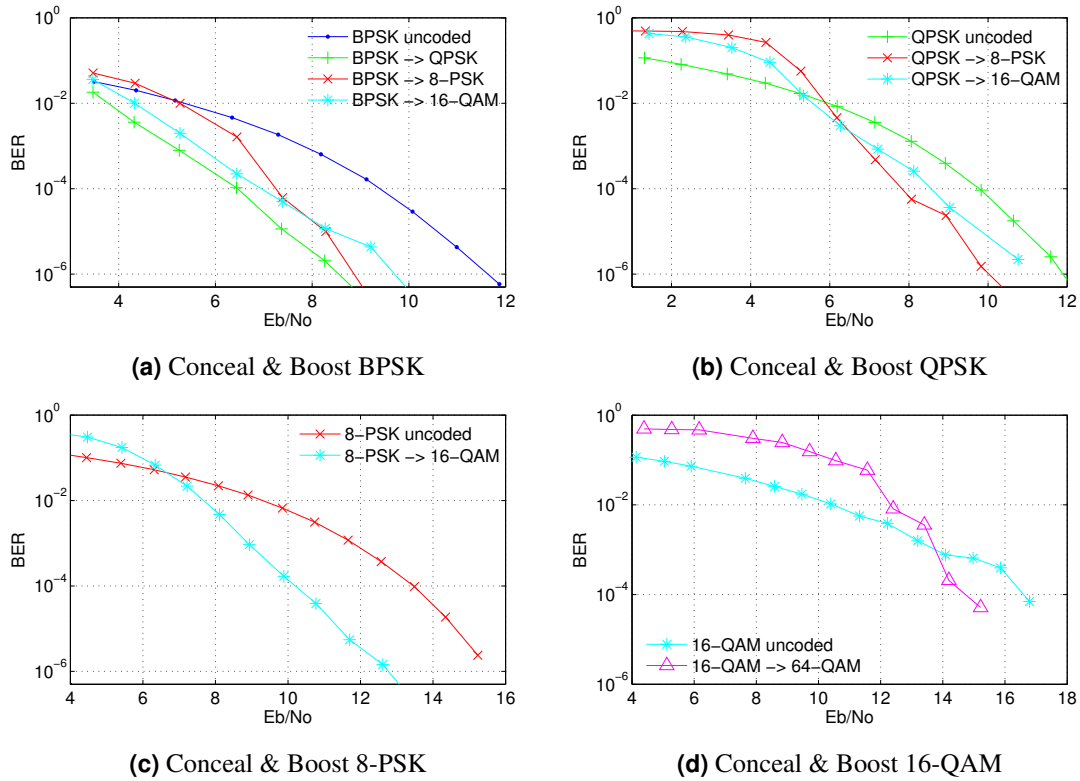 BPSK uncoded
BPSK −> QPSK
BPSK −> 8−PSK
BPSK −> 16−QAM
BER
10^0
10^−2
10^−4
10^−6
4 6 8 10 12
Eb/No
(a) Conceal & Boost BPSK
QPSK uncoded
QPSK −> 8−PSK
QPSK −> 16−QAM
BER
10^0
10^−2
10^−4
10^−6
2 4 6 8 10 12
Eb/No
(b) Conceal & Boost QPSK
8−PSK uncoded
8−PSK −> 16−QAM
BER
10^0
10^−2
10^−4
10^−6
4 6 8 10 12 14 16
Eb/No
(c) Conceal & Boost 8-PSK
16−QAM uncoded
16−QAM −> 64−QAM
BER
10^0
10^−2
10^−4
10^−6
4 6 8 10 12 14 16 18
Eb/No
(d) Conceal & Boost 16-QAM